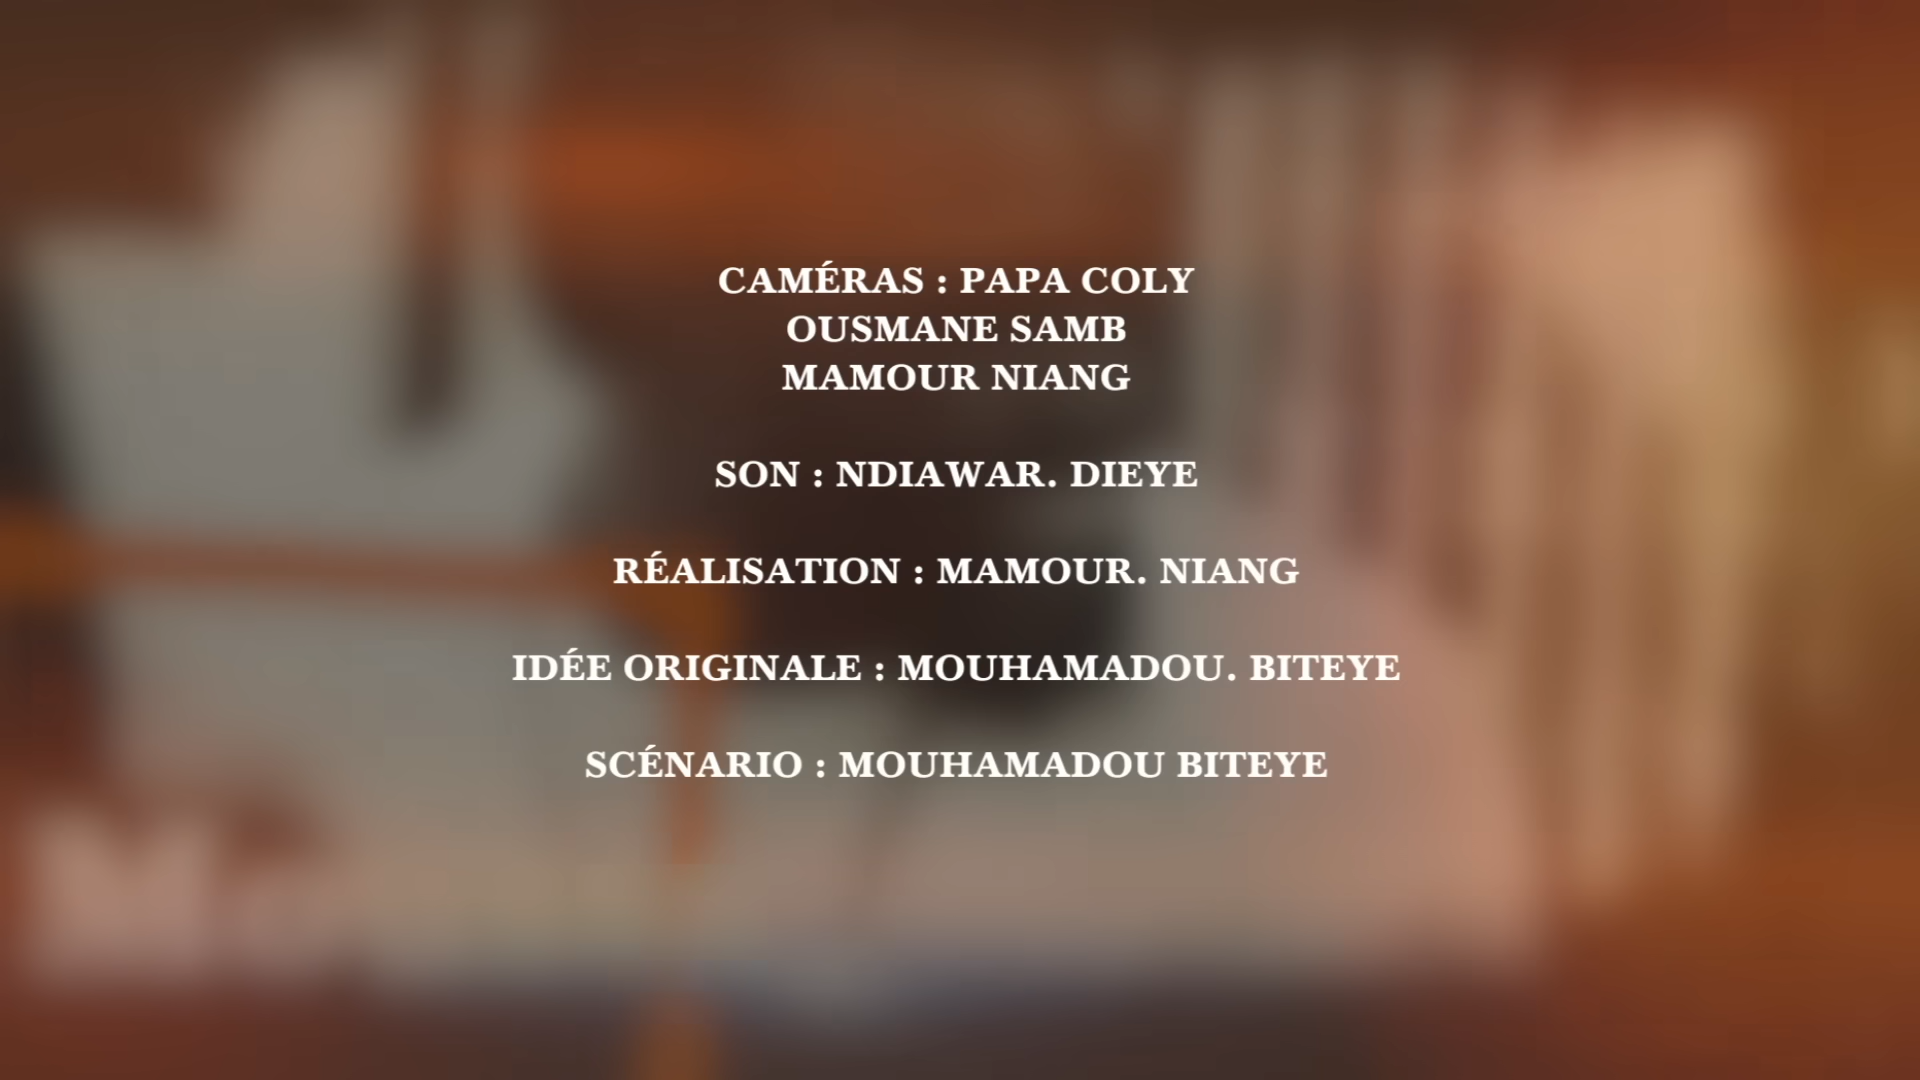 CAMÉRAS : PAPA COLY
OUSMANE SAMB
MAMOUR NIANG
SON : NDIAWAR. DIEYE
RÉALISATION : MAMOUR. NIANG
IDÉE ORIGINALE : MOUHAMADOU. BITEYE
SCÉNARIO : MOUHAMADOU BITEYE